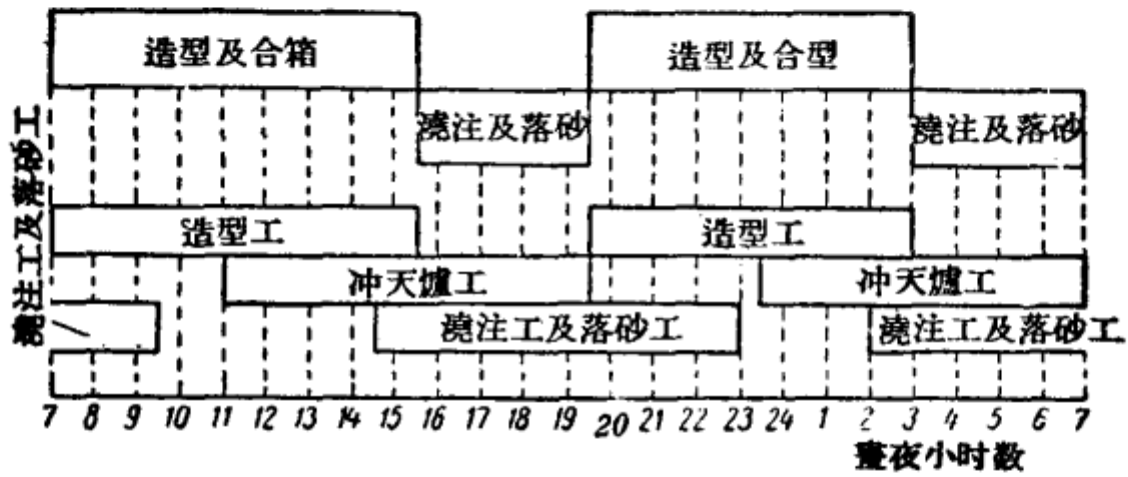 造型及合箱
造型及合型
澆注及落砂
澆注及落砂
澆注工及落砂工
造型工
造型工
冲天爐工
冲天爐工
澆注工及落砂工
澆注工及落砂工
7 8 9 10 11 12 13 14 15 16 17 18 19 20 21 22 23 24 1 2 3 4 5 6 7
晝夜小时数